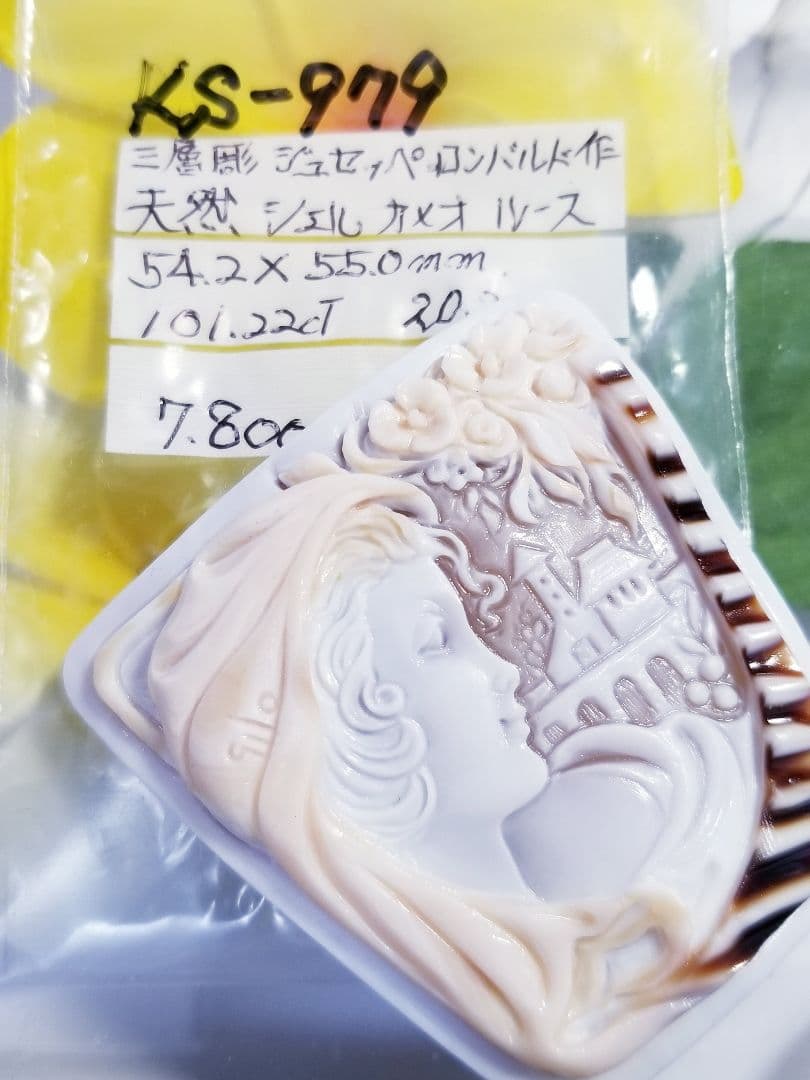 KS-979
三層彫 ジュセッペロンバルド作
天然 シェル カメオ ルース
54.2×55.0mm
101.22cT 20.
7.80